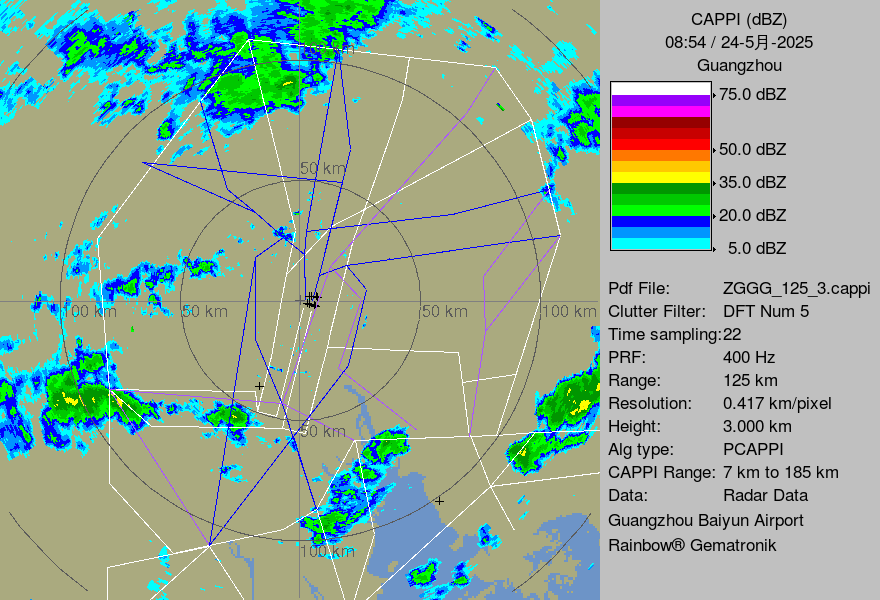 CAPPI (dBZ)
08:54 / 24-5月-2025
Guangzhou
75.0 dBZ
50.0 dBZ
35.0 dBZ
20.0 dBZ
5.0 dBZ
Pdf File: ZGGG_125_3.cappi
Clutter Filter: DFT Num 5
Time sampling:22
PRF: 400 Hz
Range: 125 km
Resolution: 0.417 km/pixel
Height: 3.000 km
Alg type: PCAPPI
CAPPI Range: 7 km to 185 km
Data: Radar Data
Guangzhou Baiyun Airport
Rainbow® Gematronik
50 km
100 km
50 km
50 km
100 km
50 km
100 km